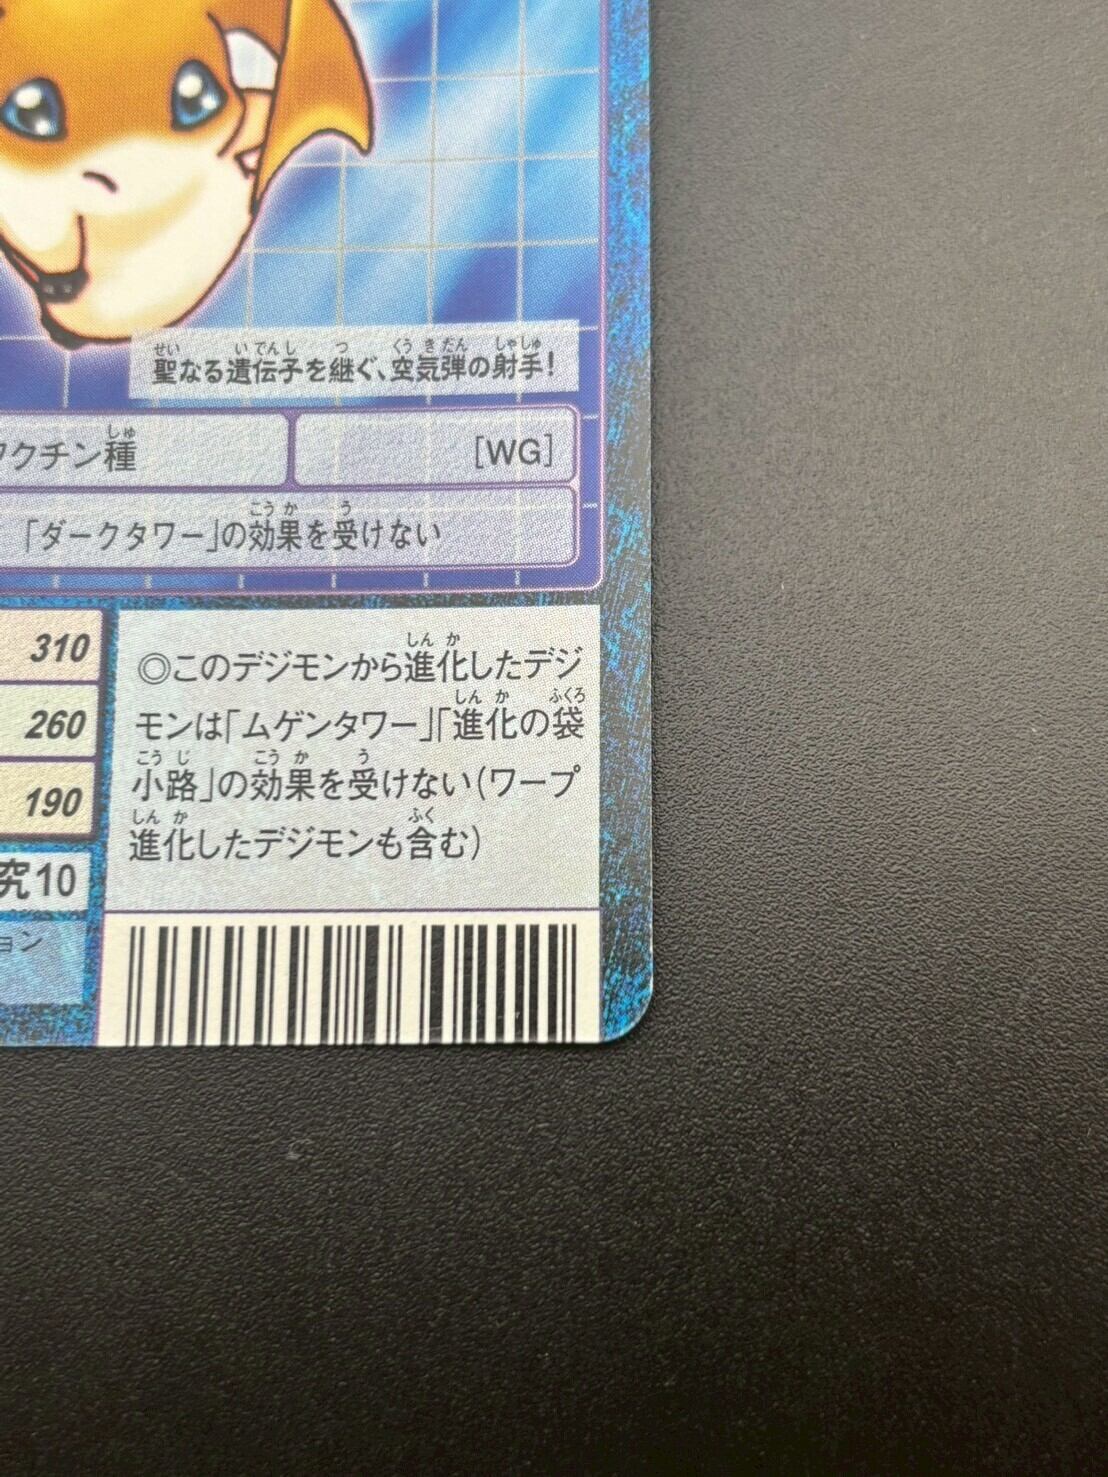 聖なる遺伝子を継ぐ、空気弾の射手!
ワクチン種
[WG]
「ダークタワー」の効果を受けない
310
260
190
究10
ョン
◎このデジモンから進化したデジ
モンは「ムゲンタワー」「進化の袋
小路」の効果を受けない(ワープ
進化したデジモンも含む)